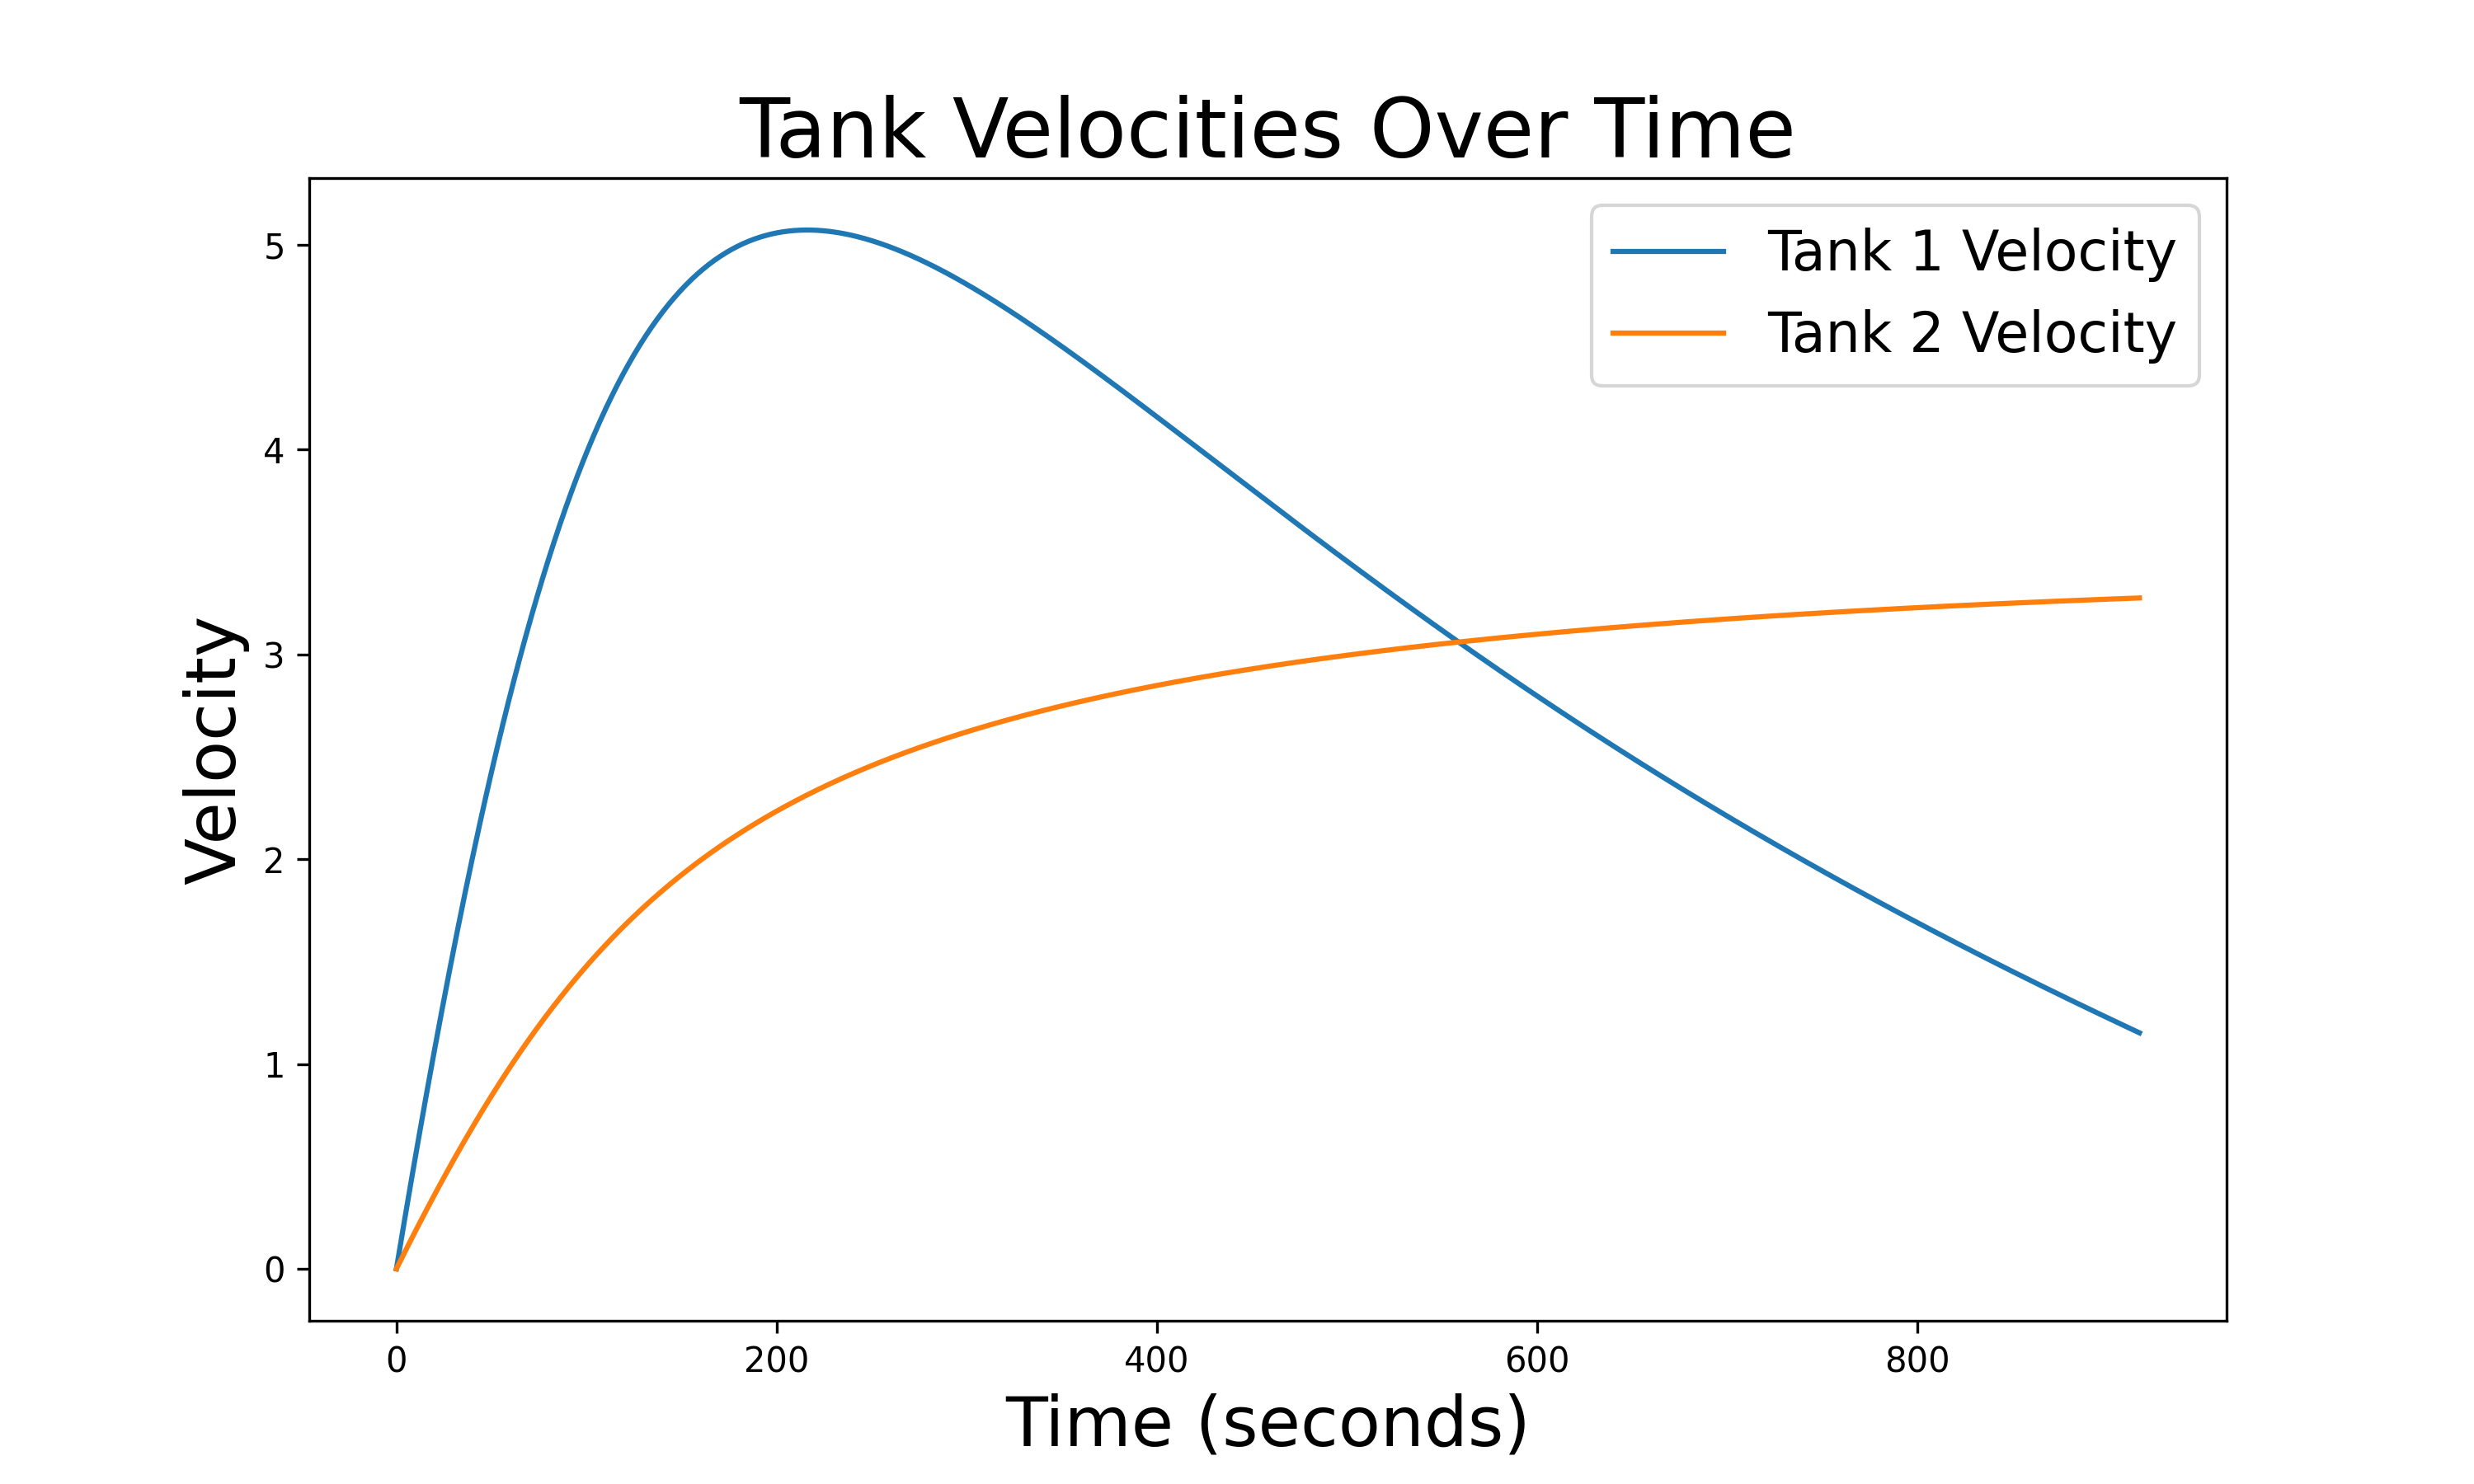 Tank Velocities Over Time
Tank 1 Velocity
Tank 2 Velocity
Velocity
5
4
3
2
1
0
0 200 400 600 800
Time (seconds)